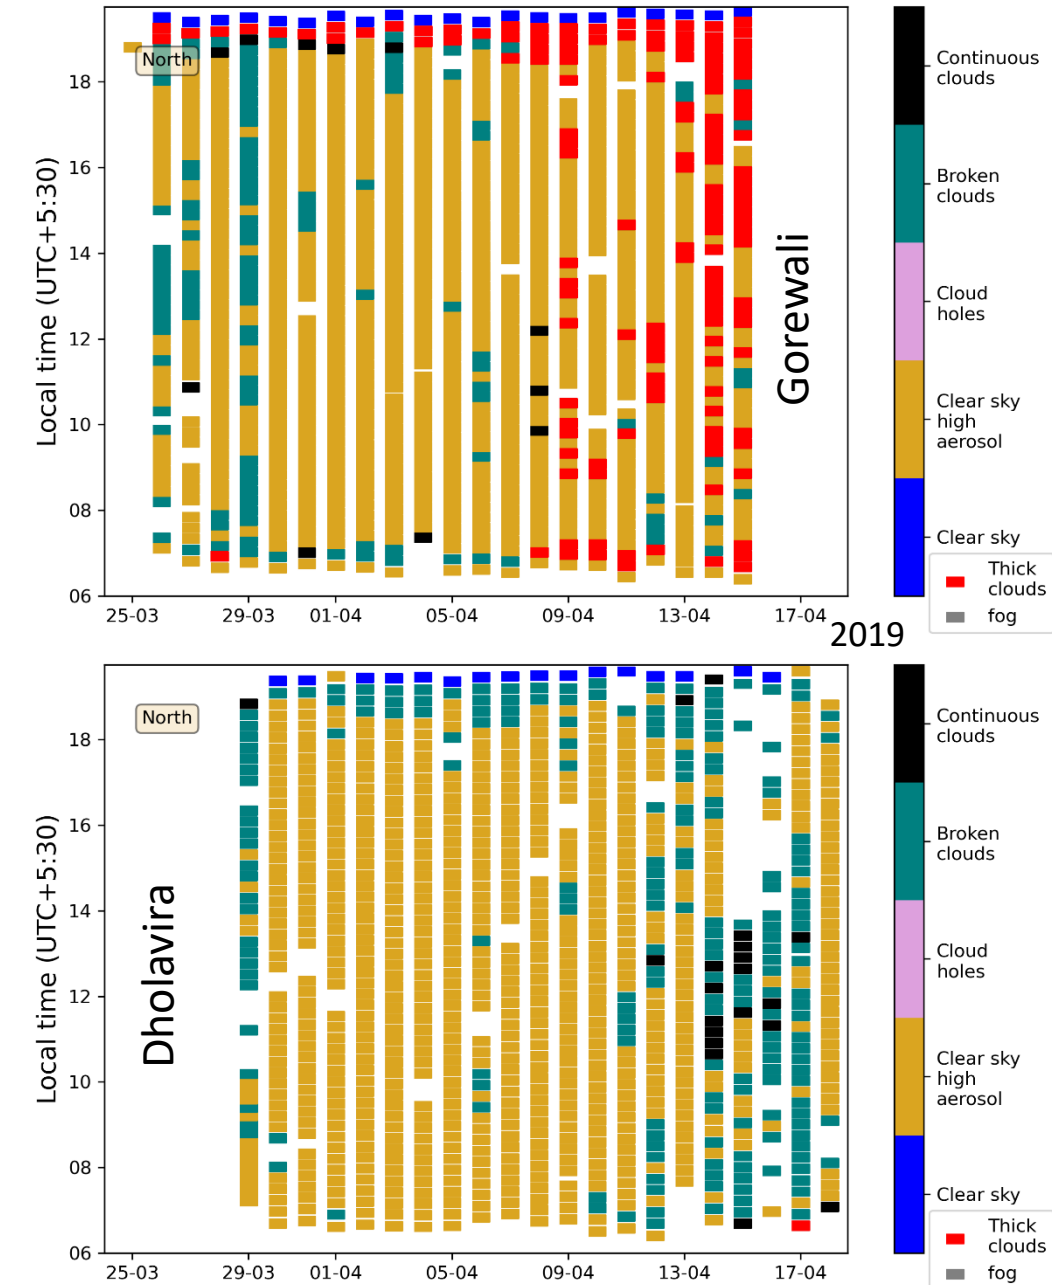 North
18
16
14
12
10
08
06
Local time (UTC+5:30)
Gorewali
25-03
29-03
01-04
05-04
09-04
13-04
17-04
2019
Continuous
clouds
Broken
clouds
Cloud
holes
Clear sky
high
aerosol
Clear sky
Thick
clouds
fog
North
18
16
14
12
10
08
06
Local time (UTC+5:30)
Dholavira
25-03
29-03
01-04
05-04
09-04
13-04
17-04
Continuous
clouds
Broken
clouds
Cloud
holes
Clear sky
high
aerosol
Clear sky
Thick
clouds
fog